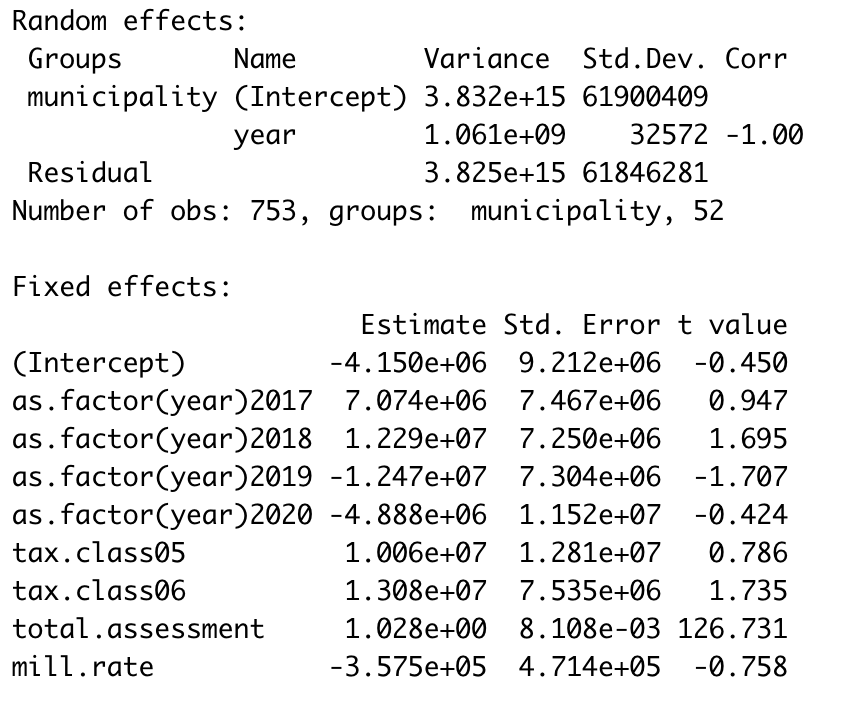 Random effects:
 Groups       Name        Variance  Std.Dev. Corr
 municipality (Intercept) 3.832e+15 61900409
              year        1.061e+09    32572 -1.00
 Residual                 3.825e+15 61846281
Number of obs: 753, groups:  municipality, 52

Fixed effects:
                      Estimate Std. Error t value
(Intercept)         -4.150e+06  9.212e+06  -0.450
as.factor(year)2017  7.074e+06  7.467e+06   0.947
as.factor(year)2018  1.229e+07  7.250e+06   1.695
as.factor(year)2019 -1.247e+07  7.304e+06  -1.707
as.factor(year)2020 -4.888e+06  1.152e+07  -0.424
tax.class05          1.006e+07  1.281e+07   0.786
tax.class06          1.308e+07  7.535e+06   1.735
total.assessment     1.028e+00  8.108e-03 126.731
mill.rate           -3.575e+05  4.714e+05  -0.758